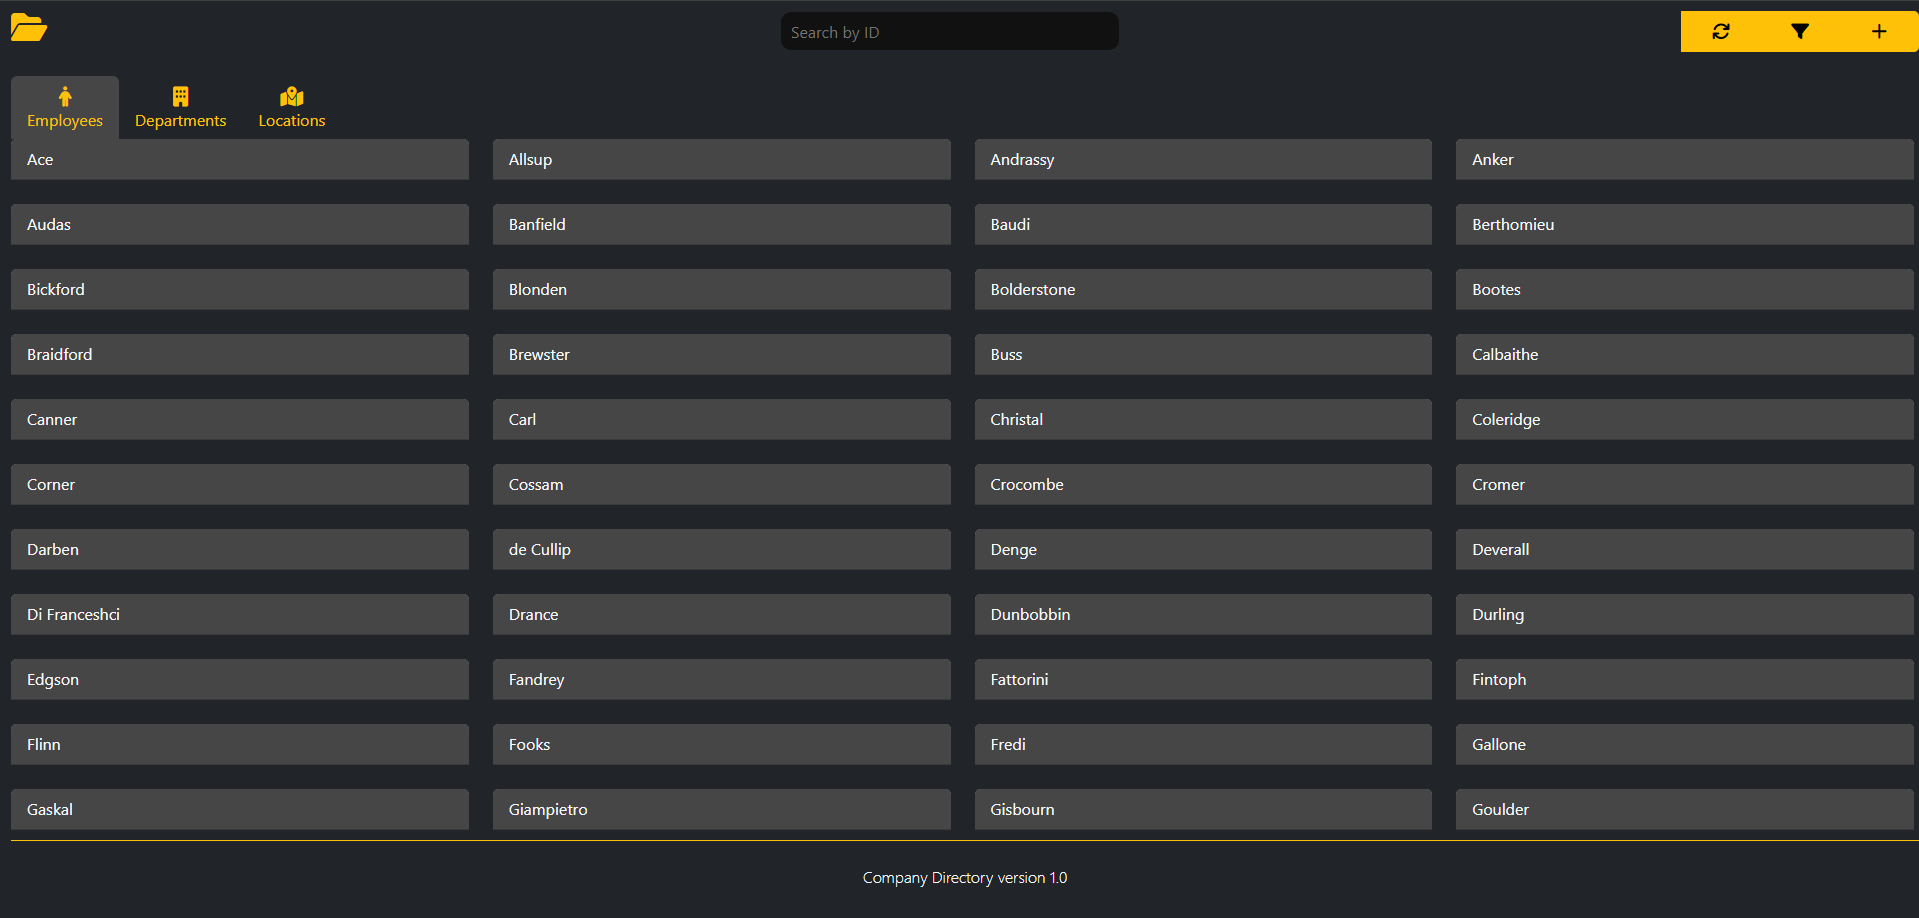 Search by ID
Employees Departments Locations
Ace Allsup Andrassy Anker
Audas Banfield Baudi Berthomieu
Bickford Blonden Bolderstone Bootes
Braidford Brewster Buss Calbaithe
Canner Carl Christal Coleridge
Corner Cossam Crocombe Cromer
Darben de Cullip Denge Deverall
Di Franceshci Drance Dunbobbin Durling
Edgson Fandrey Fattorini Fintoph
Flinn Fooks Fredi Gallone
Gaskal Giampietro Gisbourn Goulder
Company Directory version 1.0